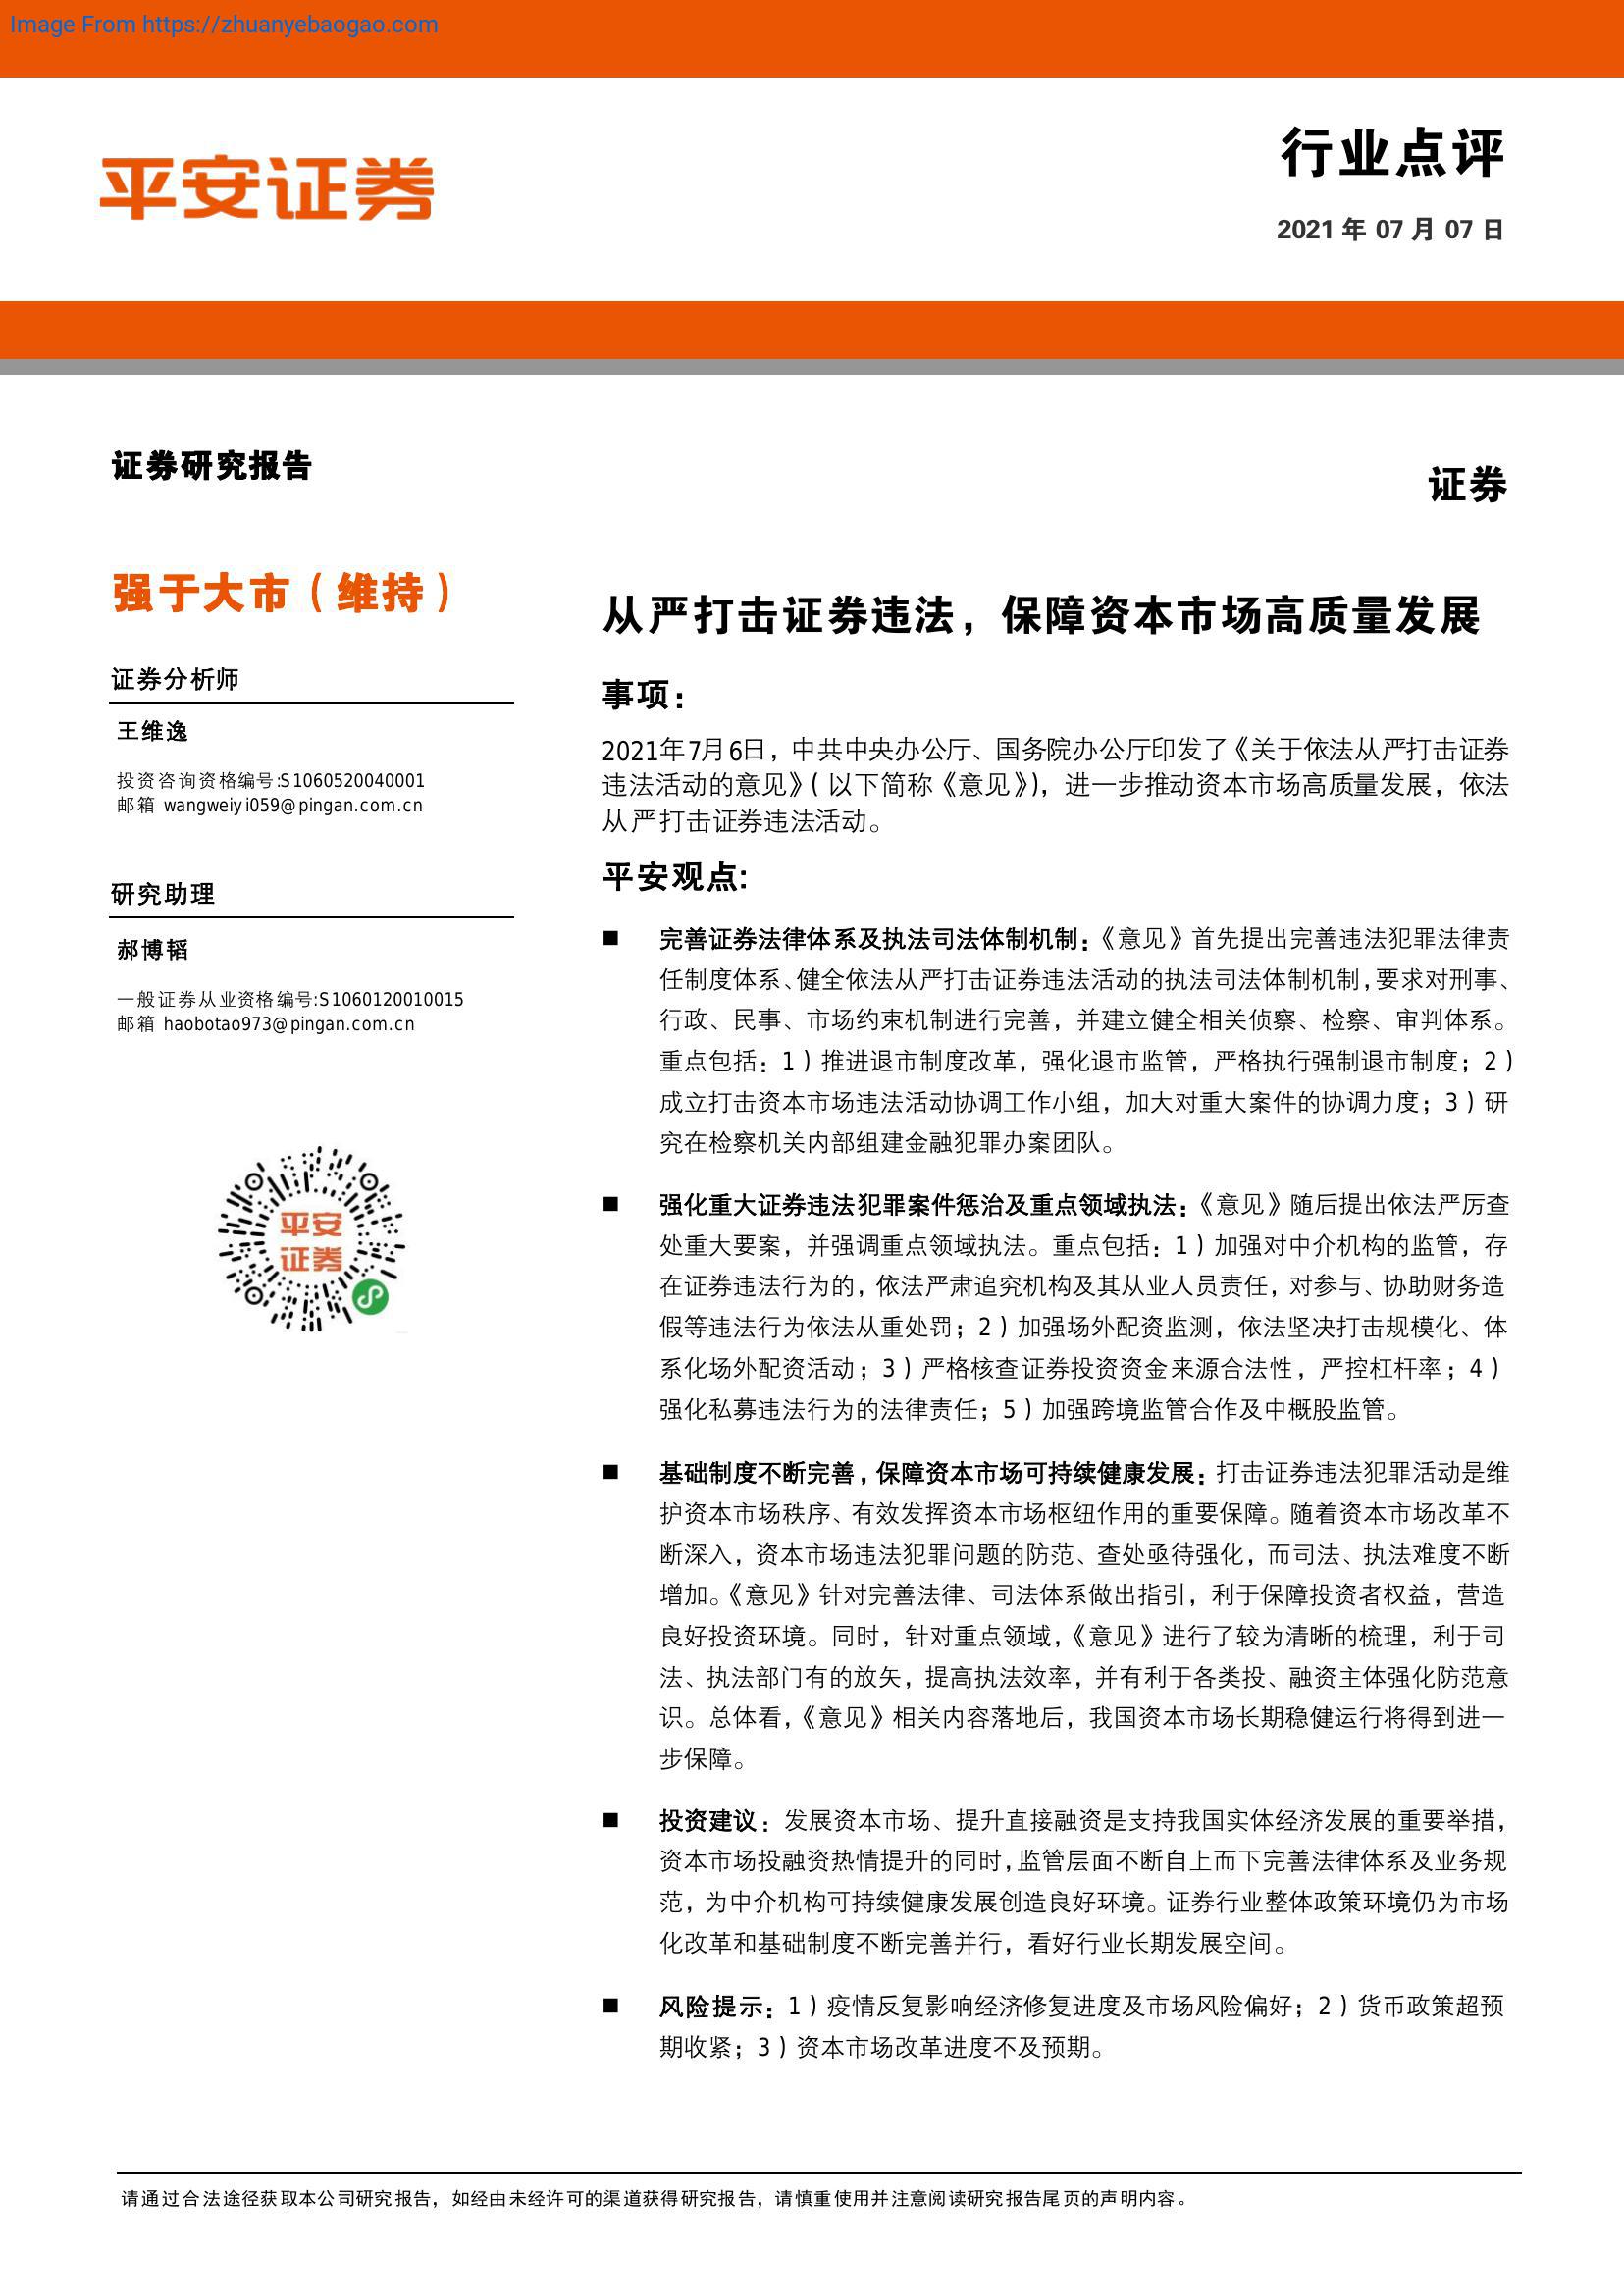 Image From https://zhuanyebaogao.com
平安证券
行业点评
2021 年 07 月 07 日
证券研究报告
证券
强于大市（维持）
证券分析师
王维逸
投资咨询资格编号:S1060520040001
邮箱 wangweiyi059@pingan.com.cn
研究助理
郝博韬
一般证券从业资格编号:S1060120010015
邮箱 haobotao973@pingan.com.cn
平安
证券
从严打击证券违法，保障资本市场高质量发展
事项：
2021年7月6日，中共中央办公厅、国务院办公厅印发了《关于依法从严打击证券
违法活动的意见》(以下简称《意见》)，进一步推动资本市场高质量发展，依法
从严打击证券违法活动。
平安观点:
■ 完善证券法律体系及执法司法体制机制：《意见》首先提出完善违法犯罪法律责
任制度体系、健全依法从严打击证券违法活动的执法司法体制机制，要求对刑事、
行政、民事、市场约束机制进行完善，并建立健全相关侦察、检察、审判体系。
重点包括：1）推进退市制度改革，强化退市监管，严格执行强制退市制度；2）
成立打击资本市场违法活动协调工作小组，加大对重大案件的协调力度；3）研
究在检察机关内部组建金融犯罪办案团队。
■ 强化重大证券违法犯罪案件惩治及重点领域执法：《意见》随后提出依法严厉查
处重大要案，并强调重点领域执法。重点包括：1）加强对中介机构的监管，存
在证券违法行为的，依法严肃追究机构及其从业人员责任，对参与、协助财务造
假等违法行为依法从重处罚；2）加强场外配资监测，依法坚决打击规模化、体
系化场外配资活动；3）严格核查证券投资资金来源合法性，严控杠杆率；4）
强化私募违法行为的法律责任；5）加强跨境监管合作及中概股监管。
■ 基础制度不断完善，保障资本市场可持续健康发展：打击证券违法犯罪活动是维
护资本市场秩序、有效发挥资本市场枢纽作用的重要保障。随着资本市场改革不
断深入，资本市场违法犯罪问题的防范、查处亟待强化，而司法、执法难度不断
增加。《意见》针对完善法律、司法体系做出指引，利于保障投资者权益，营造
良好投资环境。同时，针对重点领域，《意见》进行了较为清晰的梳理，利于司
法、执法部门有的放矢，提高执法效率，并有利于各类投、融资主体强化防范意
识。总体看，《意见》相关内容落地后，我国资本市场长期稳健运行将得到进一
步保障。
■ 投资建议：发展资本市场、提升直接融资是支持我国实体经济发展的重要举措，
资本市场投融资热情提升的同时，监管层面不断自上而下完善法律体系及业务规
范，为中介机构可持续健康发展创造良好环境。证券行业整体政策环境仍为市场
化改革和基础制度不断完善并行，看好行业长期发展空间。
■ 风险提示：1）疫情反复影响经济修复进度及市场风险偏好；2）货币政策超预
期收紧；3）资本市场改革进度不及预期。
请通过合法途径获取本公司研究报告，如经由未经许可的渠道获得研究报告，请慎重使用并注意阅读研究报告尾页的声明内容。